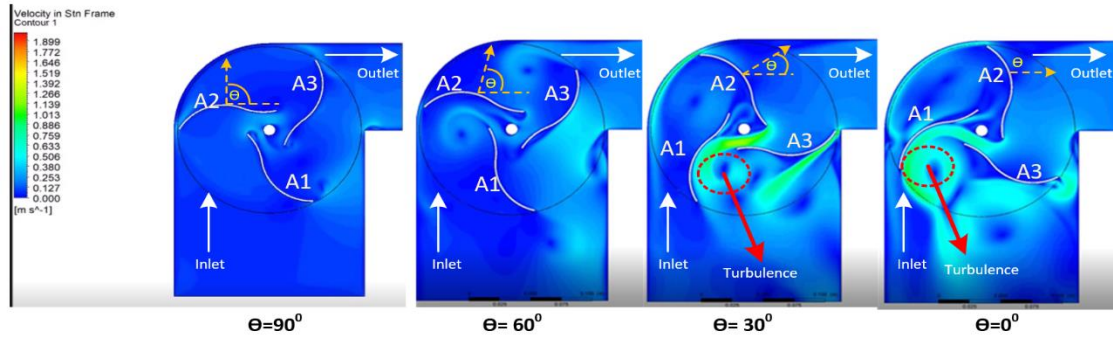 Velocity in Stn Frame
Contour 1
1.899
1.772
1.646
1.519
1.392
1.266
1.139
1.013
0.886
0.759
0.633
0.506
0.380
0.253
0.127
0.000
[m s^-1]
Outlet
A2
ϴ
A3
A1
Inlet
ϴ=90⁰
Outlet
A2
ϴ
A3
A1
Inlet
ϴ= 60⁰
Outlet
A2
ϴ
A1
A3
Inlet
Turbulence
ϴ= 30⁰
Outlet
A2
ϴ
A1
A3
Inlet
Turbulence
ϴ=0⁰